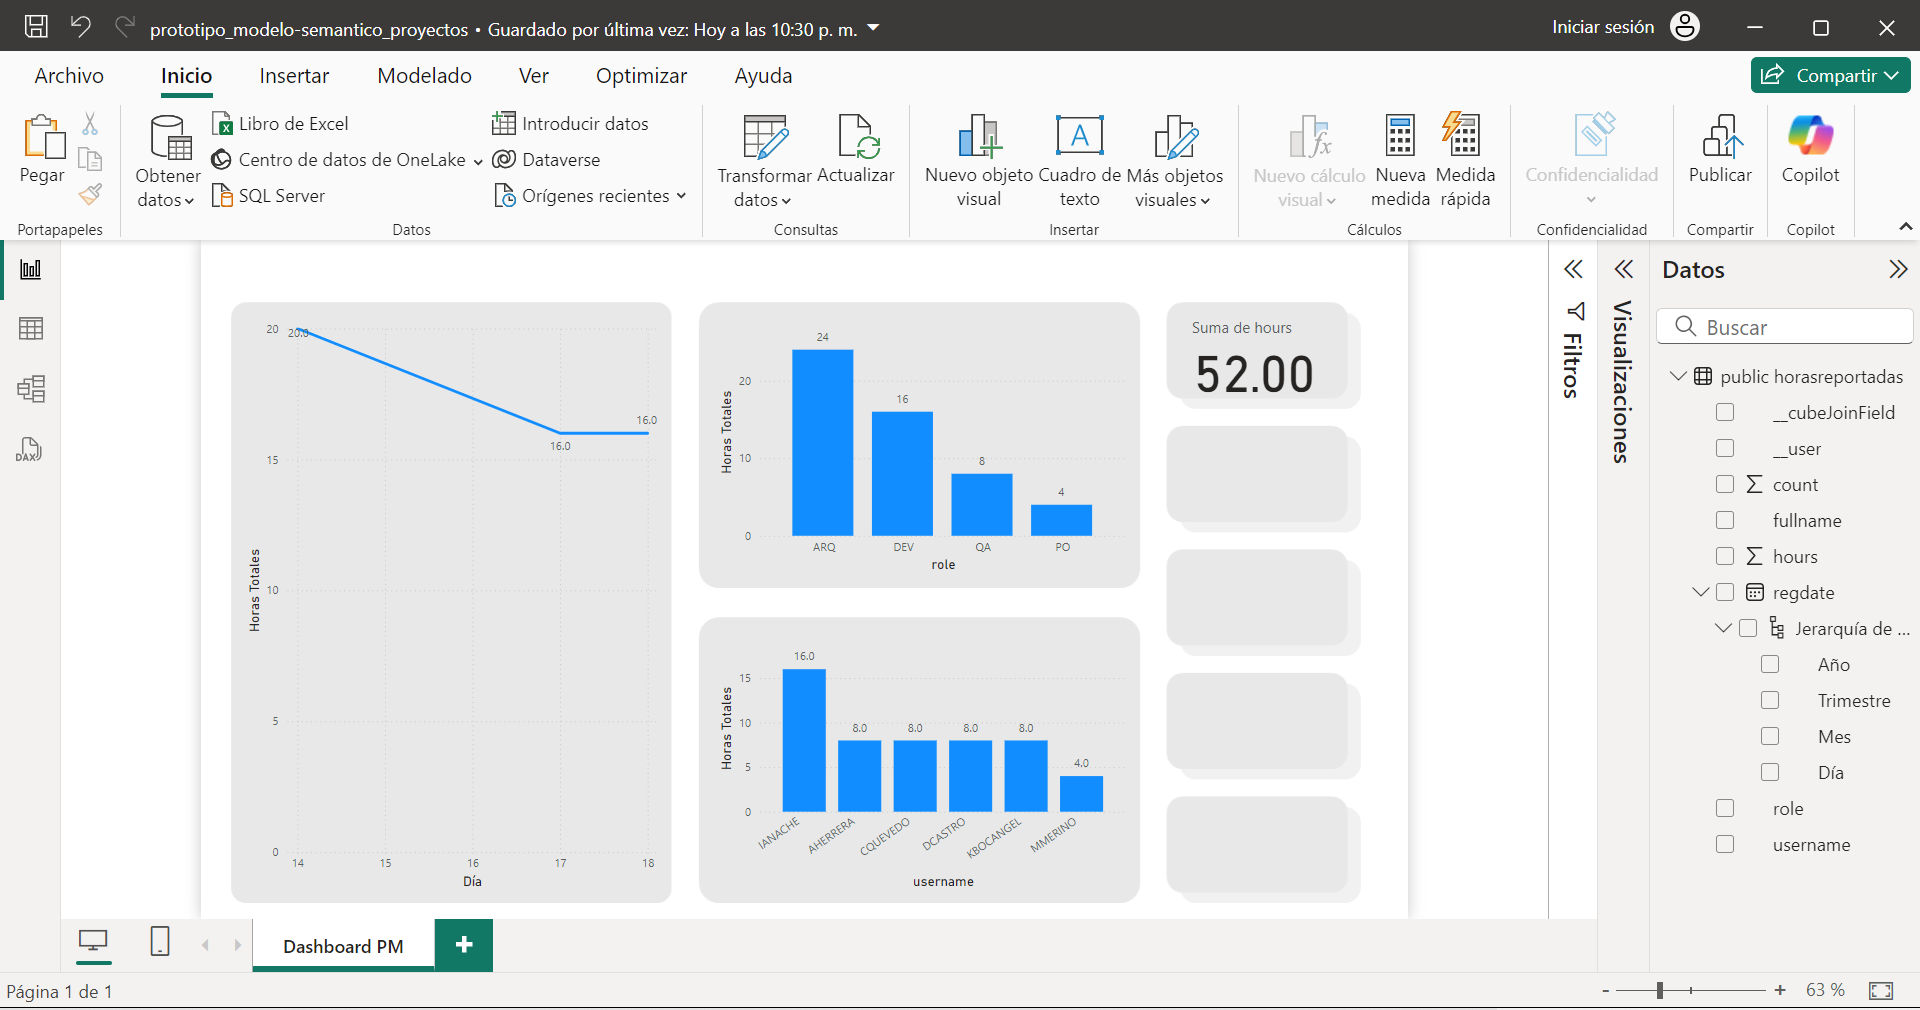 prototipo_modelo-semantico_proyectos • Guardado por última vez: Hoy a las 10:30 p. m.
Iniciar sesión
Archivo
Inicio
Insertar
Modelado
Ver
Optimizar
Ayuda
Compartir
Pegar
Portapapeles
Obtener datos
Libro de Excel
Centro de datos de OneLake
SQL Server
Introducir datos
Dataverse
Orígenes recientes
Datos
Transformar datos
Actualizar
Consultas
Nuevo objeto visual
Cuadro de texto
Más objetos visuales
Insertar
Nuevo cálculo visual
Nueva medida
Medida rápida
Cálculos
Confidencialidad
Confidencialidad
Publicar
Compartir
Copilot
Copilot
DAX
Horas Totales
20
15
10
5
0
20.0
16.0
16.0
14
15
16
17
18
Día
Horas Totales
20
10
0
24
16
8
4
ARQ
DEV
QA
PO
role
Horas Totales
15
10
5
0
16.0
8.0
8.0
8.0
8.0
4.0
IANACHE
AHERRERA
CQUEVEDO
DCASTRO
KBOCANGEL
MMERINO
username
Suma de hours
52.00
Filtros
Visualizaciones
Datos
Buscar
public horasreportadas
__cubeJoinField
__user
count
fullname
hours
regdate
Jerarquía de ...
Año
Trimestre
Mes
Día
role
username
Dashboard PM
Página 1 de 1
- + 63 %